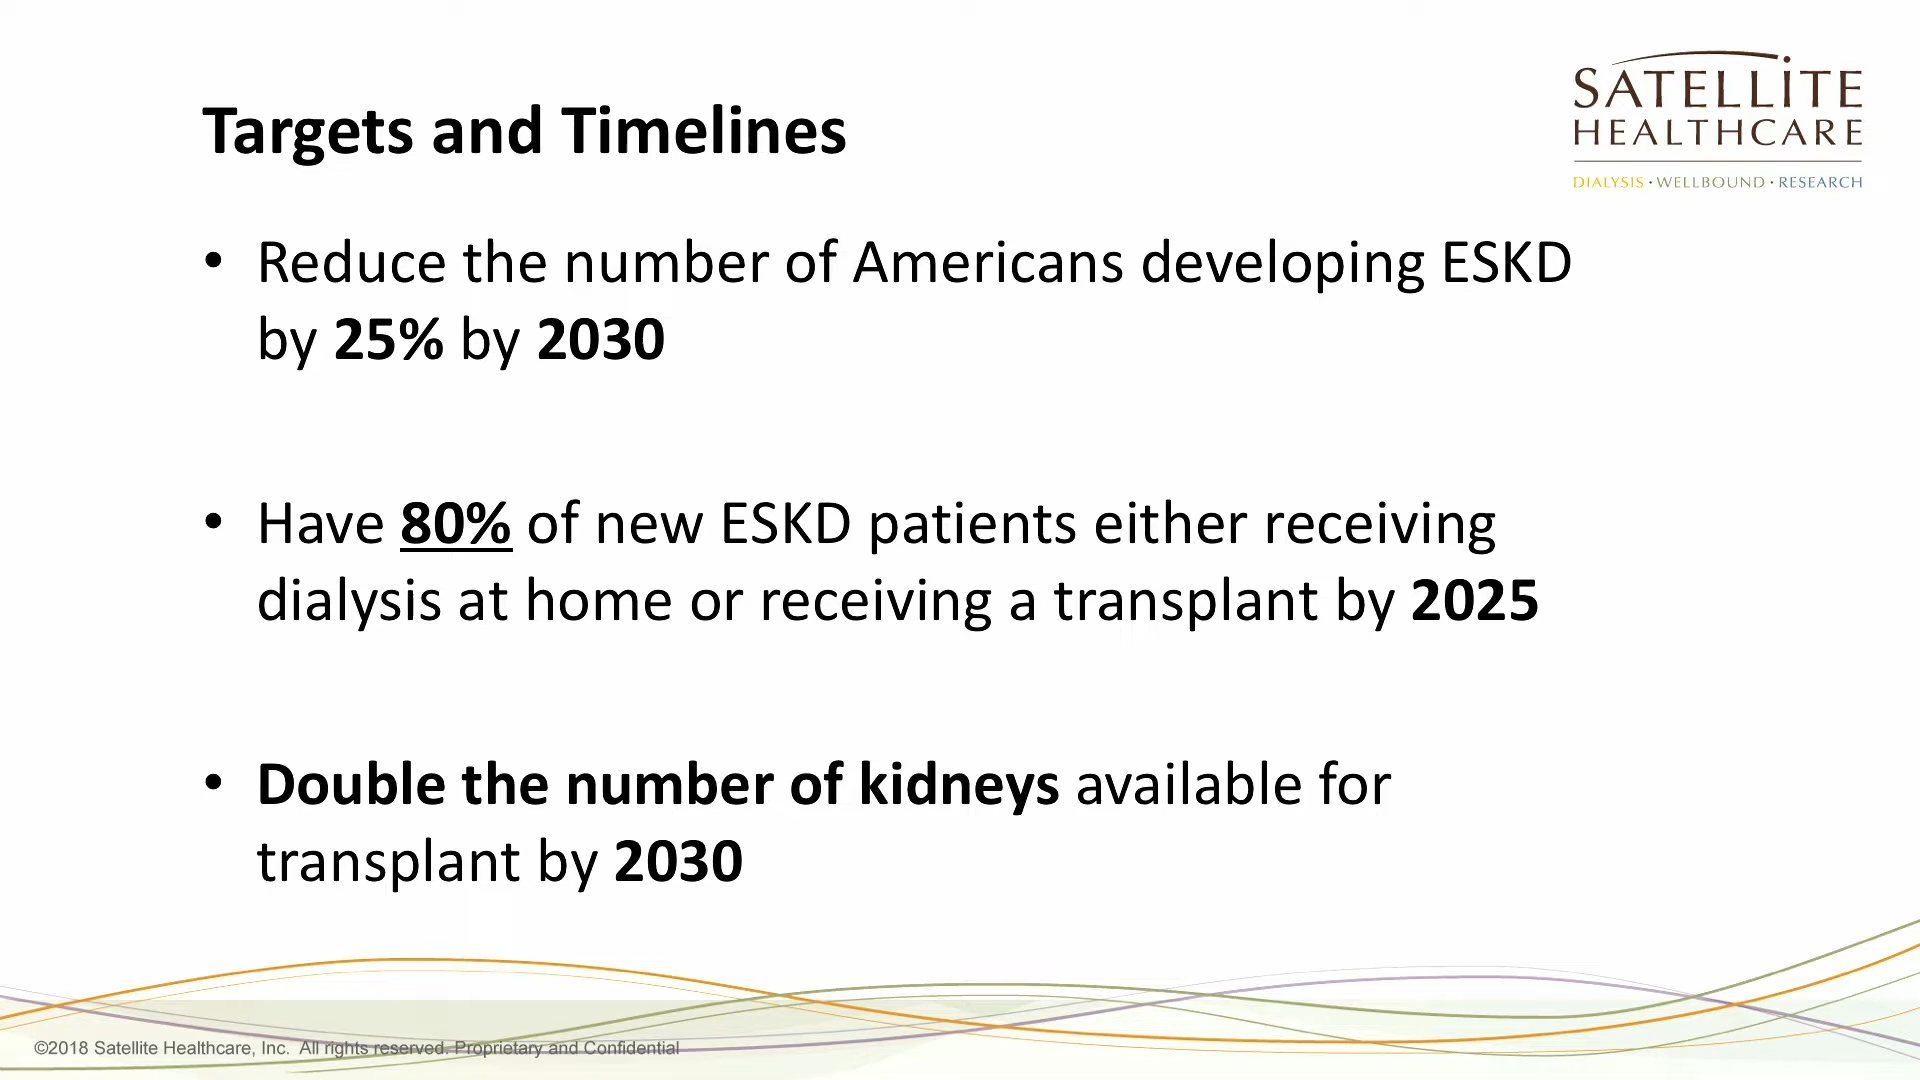 SATELLITE
HEALTHCARE
DIALYSIS · WELLBOUND · RESEARCH
Targets and Timelines
• Reduce the number of Americans developing ESKD
by 25% by 2030
• Have 80% of new ESKD patients either receiving
dialysis at home or receiving a transplant by 2025
• Double the number of kidneys available for
transplant by 2030
©2018 Satellite Healthcare, Inc. All rights reserved. Proprietary and Confidential